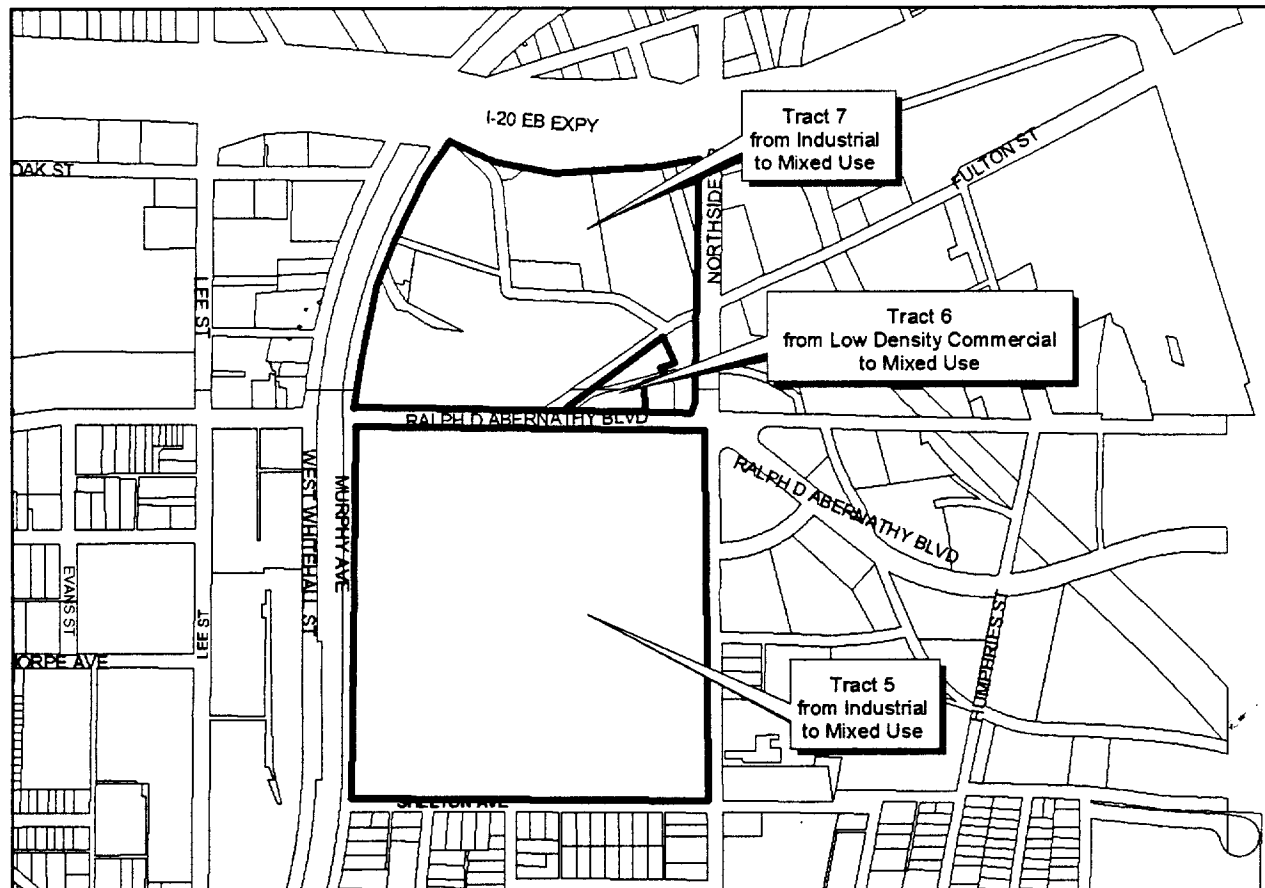 I-20 EB EXPY
Tract 7
from Industrial
to Mixed Use
OAK ST
FULTON ST
NORTHSIDE
LEE ST
Tract 6
from Low Density Commercial
to Mixed Use
RALPH D ABERNATHY BLVD
RALPH D ABERNATHY BLVD
WEST WHITEHALL ST
MURPHY AVE
EVANS ST
LEE ST
HUMPHRIES ST
ORPE AVE
Tract 5
from Industrial
to Mixed Use
SHELTON AVE